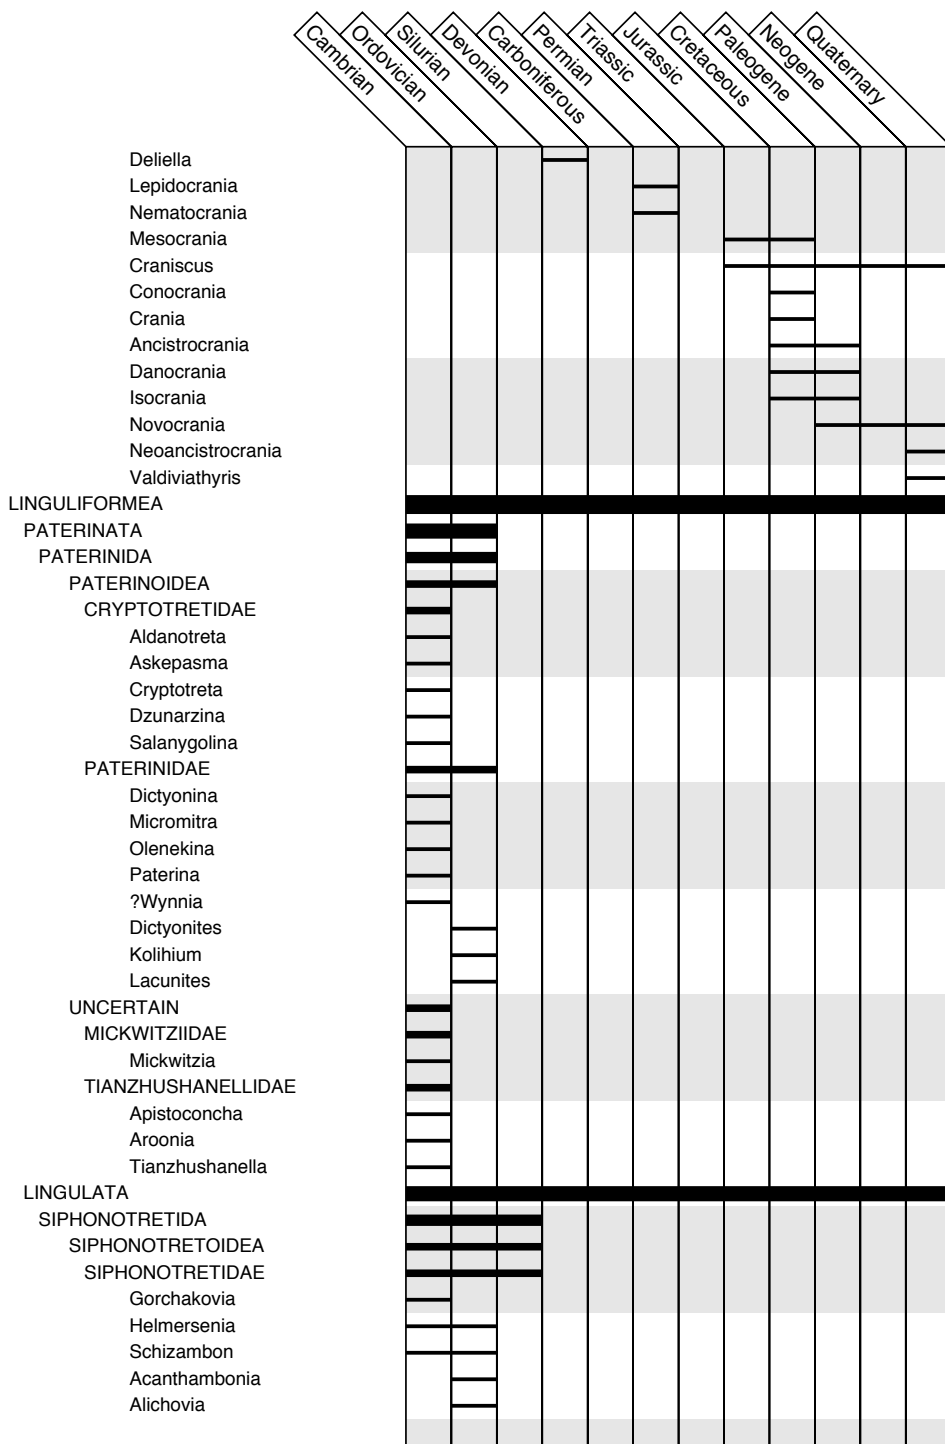 Cambrian
Ordovician
Silurian
Devonian
Carboniferous
Permian
Triassic
Jurassic
Cretaceous
Paleogene
Neogene
Quaternary
Deliella
Lepidocrania
Nematocrania
Mesocrania
Craniscus
Conocrania
Crania
Ancistrocrania
Danocrania
Isocrania
Novocrania
Neoancistrocrania
Valdiviathyris
LINGULIFORMEA
PATERINATA
PATERINIDA
PATERINOIDEA
CRYPTOTRETIDAE
Aldanotreta
Askepasma
Cryptotreta
Dzunarzina
Salanygolina
PATERINIDAE
Dictyonina
Micromitra
Olenekina
Paterina
?Wynnia
Dictyonites
Kolihium
Lacunites
UNCERTAIN
MICKWITZIIDAE
Mickwitzia
TIANZHUSHANELLIDAE
Apistoconcha
Aroonia
Tianzhushanella
LINGULATA
SIPHONOTRETIDA
SIPHONOTRETOIDEA
SIPHONOTRETIDAE
Gorchakovia
Helmersenia
Schizambon
Acanthambonia
Alichovia